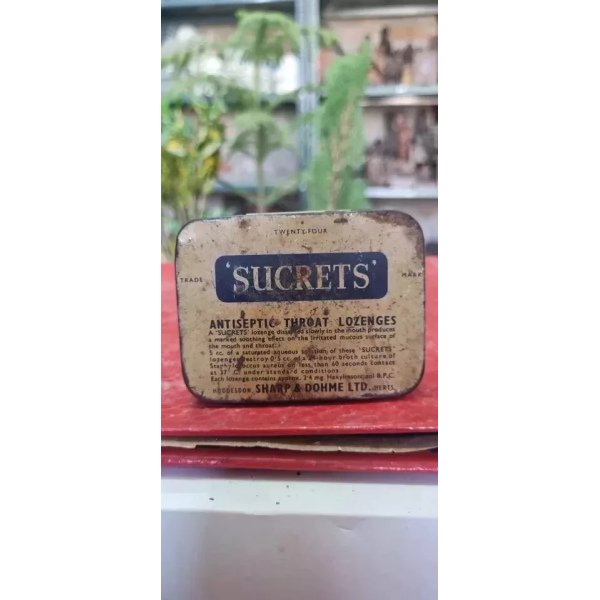 TWENTY-FOUR
TRADE 'SUCRETS' MARK
ANTISEPTIC THROAT LOZENGES
A 'SUCRETS' lozenge dissolved slowly in the mouth produces
a marked soothing effect on the irritated mucous surface of
the mouth and throat.
5 cc. of a saturated aqueous solution of these 'SUCRETS'
lozenges destroy 0·5 cc. of a 24-hour broth culture of
Staphylococcus aureus in less than 60 seconds contact
at 37° C. under standard conditions.
Each lozenge contains approx. 2·4 mg. Hexylresorcinol B.P.C.
HODDESDON, SHARP & DOHME LTD. HERTS.